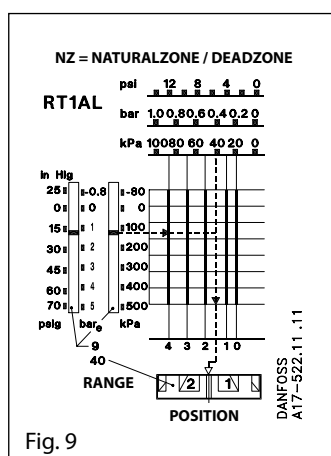 NZ = NATURALZONE / DEADZONE
psi 12 8 4 0
RT1AL
bar 1.0 0.8 0.6 0.4 0.2 0
kPa 100 80 60 40 20 0
in Hg
25 -0.8 -80
0 0 0
15 1 100
30 2 200
45 3 300
60 4 400
70 5 500
psig bare kPa
4 3 2 1 0
9
40
RANGE 2 1
POSITION
DANFOSS
A17-522.11 .11
Fig. 9